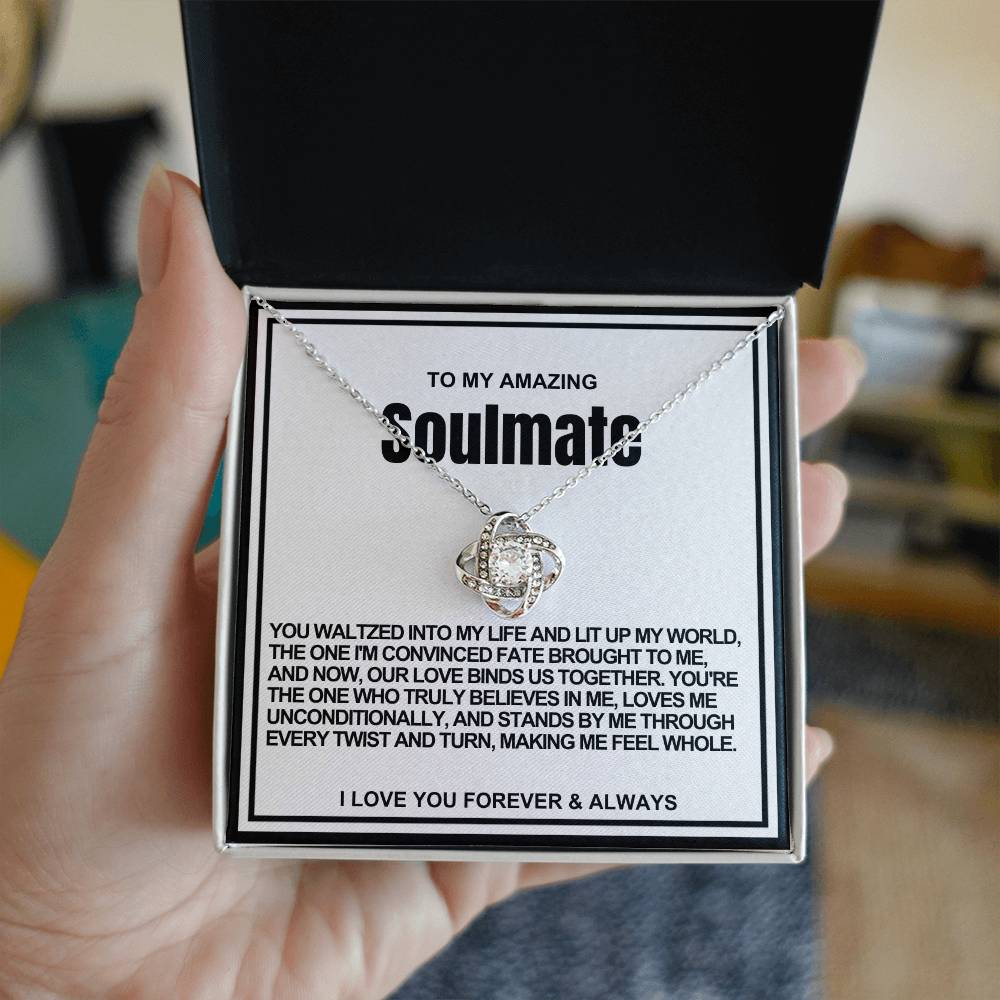 TO MY AMAZING
Soulmate
YOU WALTZED INTO MY LIFE AND LIT UP MY WORLD,
THE ONE I'M CONVINCED FATE BROUGHT TO ME,
AND NOW, OUR LOVE BINDS US TOGETHER. YOU'RE
THE ONE WHO TRULY BELIEVES IN ME, LOVES ME
UNCONDITIONALLY, AND STANDS BY ME THROUGH
EVERY TWIST AND TURN, MAKING ME FEEL WHOLE.
I LOVE YOU FOREVER & ALWAYS